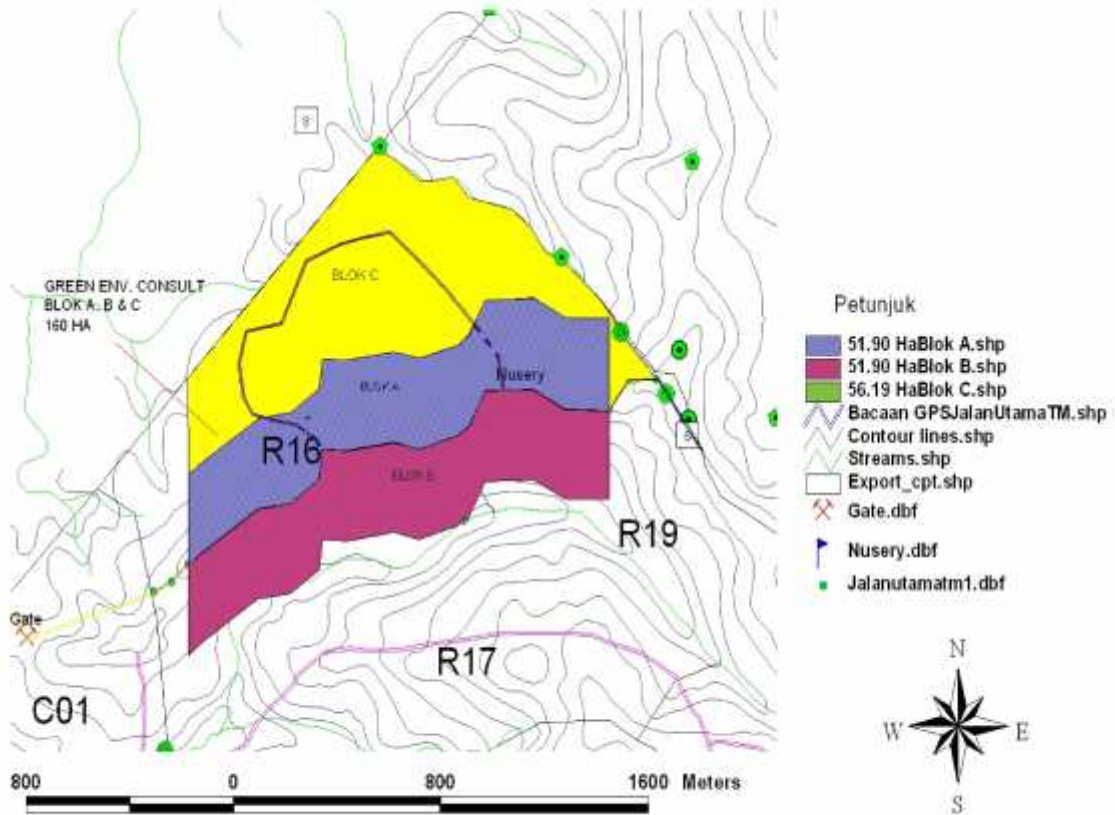 GREEN ENV. CONSULT
BLOK A. B & C
160 HA
BLOK C
BLOK A
Nusery
R16
BLOK B
R19
Gate
R17
C01
800 0 800 1600 Meters
Petunjuk
51.90 HaBlok A.shp
51.90 HaBlok B.shp
56.19 HaBlok C.shp
Bacaan GPSJalanUtamaTM.shp
Contour lines.shp
Streams.shp
Export_cpt.shp
Gate.dbf
Nusery.dbf
Jalanutamatm1.dbf
N
W E
S